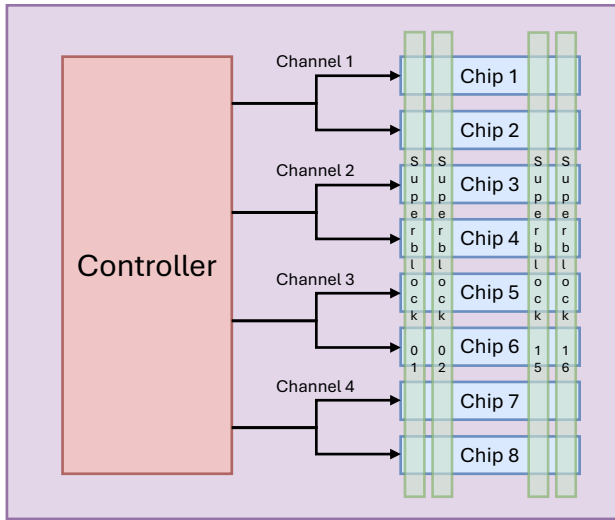 Controller
Channel 1
Channel 2
Channel 3
Channel 4
Chip 1
Chip 2
Chip 3
Chip 4
Chip 5
Chip 6
Chip 7
Chip 8
Superblock 01
Superblock 02
Superblock 15
Superblock 16